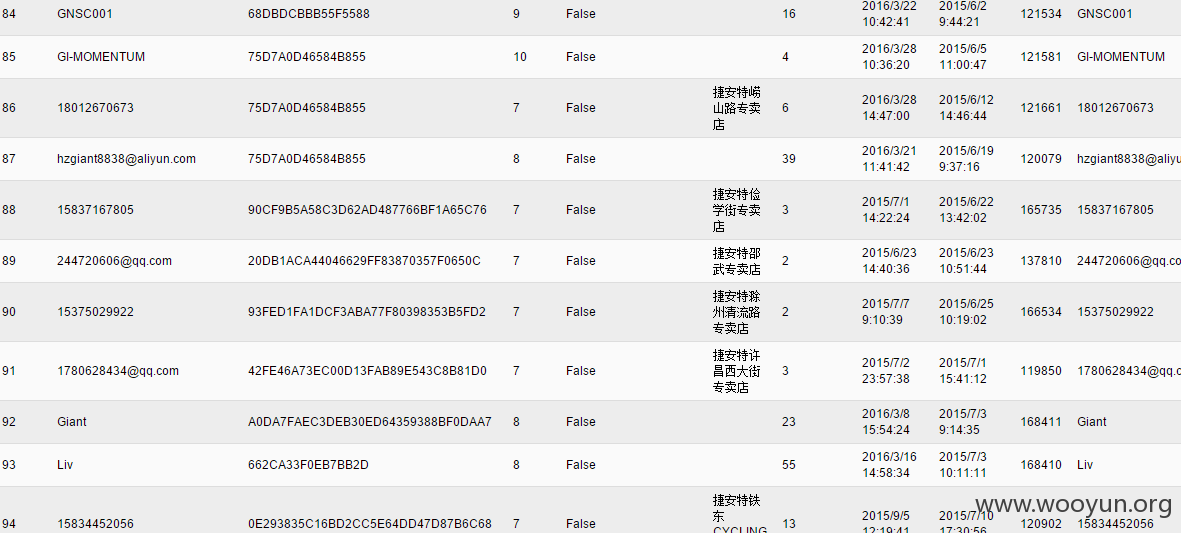 84 GNSC001 68DBDCBBB55F5588 9 False 16 2016/3/22 10:42:41 2015/6/2 9:44:21 121534 GNSC001
85 GI-MOMENTUM 75D7A0D46584B855 10 False 4 2016/3/28 10:36:20 2015/6/5 11:00:47 121581 GI-MOMENTUM
86 18012670673 75D7A0D46584B855 7 False 捷安特崂山路专卖店 6 2016/3/28 14:47:00 2015/6/12 14:46:44 121661 18012670673
87 hzgiant8838@aliyun.com 75D7A0D46584B855 8 False 39 2016/3/21 11:41:42 2015/6/19 9:37:16 120079 hzgiant8838@aliyu
88 15837167805 90CF9B5A58C3D62AD487766BF1A65C76 7 False 捷安特俭学街专卖店 3 2015/7/1 14:22:24 2015/6/22 13:42:02 165735 15837167805
89 244720606@qq.com 20DB1ACA44046629FF83870357F0650C 7 False 捷安特邵武专卖店 2 2015/6/23 14:40:36 2015/6/23 10:51:44 137810 244720606@qq.co
90 15375029922 93FED1FA1DCF3ABA77F80398353B5FD2 7 False 捷安特滁州清流路专卖店 2 2015/7/7 9:10:39 2015/6/25 10:19:02 166534 15375029922
91 1780628434@qq.com 42FE46A73EC00D13FAB89E543C8B81D0 7 False 捷安特许昌西大街专卖店 3 2015/7/2 23:57:38 2015/7/1 15:41:12 119850 1780628434@qq.c
92 Giant A0DA7FAEC3DEB30ED64359388BF0DAA7 8 False 23 2016/3/8 15:54:24 2015/7/3 9:14:35 168411 Giant
93 Liv 662CA33F0EB7BB2D 8 False 55 2016/3/16 14:58:34 2015/7/3 10:11:11 168410 Liv
94 15834452056 0E293835C16BD2CC5E64DD47D87B6C68 7 False 捷安特铁东CYCLING 13 2015/9/5 12:19:41 2015/7/10 17:30:56 120902 15834452056
www.wooyun.org